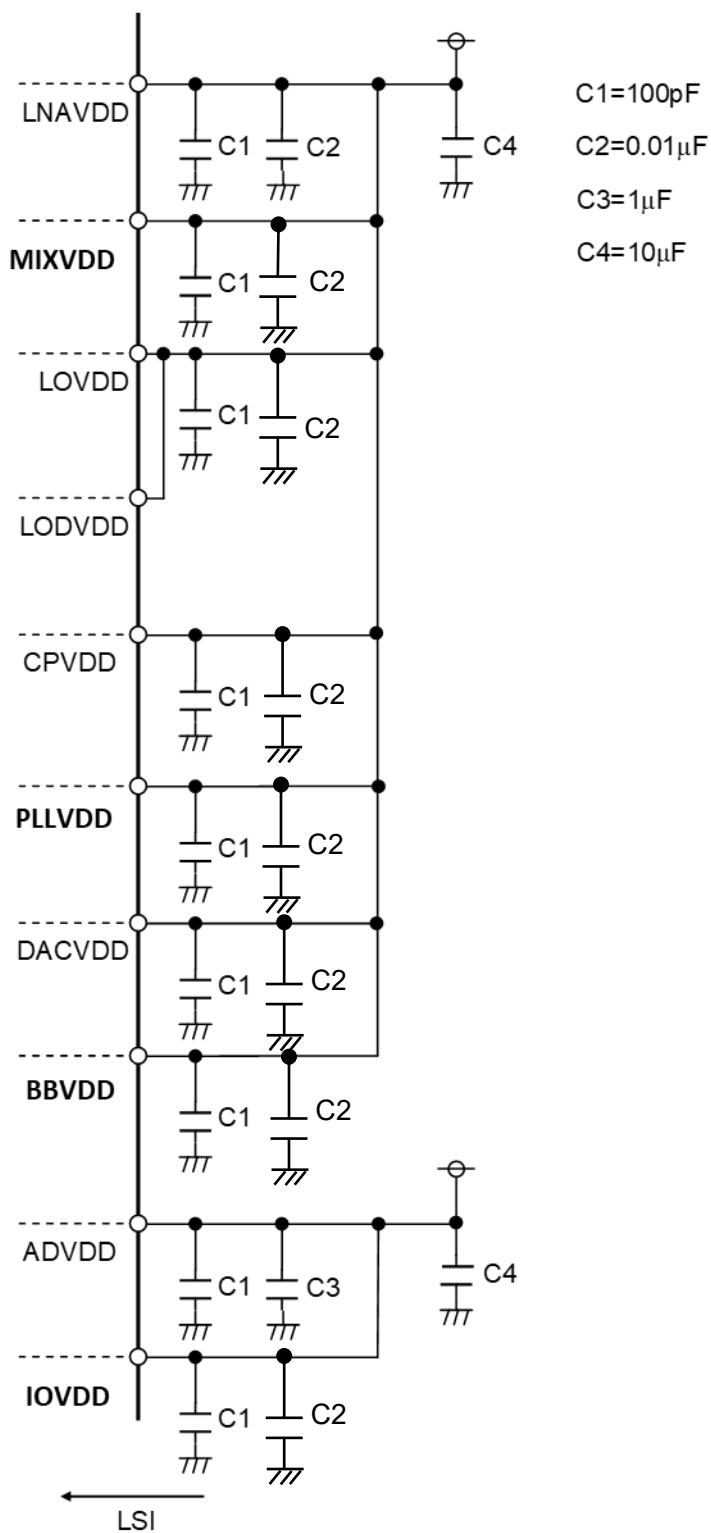 LNAVDD C1 C2 C4 C1=100pF
C2=0.01μF
C3=1μF
C4=10μF
MIXVDD C1 C2
LOVDD C1 C2
LODVDD
CPVDD C1 C2
PLLVDD C1 C2
DACVDD C1 C2
BBVDD C1 C2
ADVDD C1 C3 C4
IOVDD C1 C2
LSI